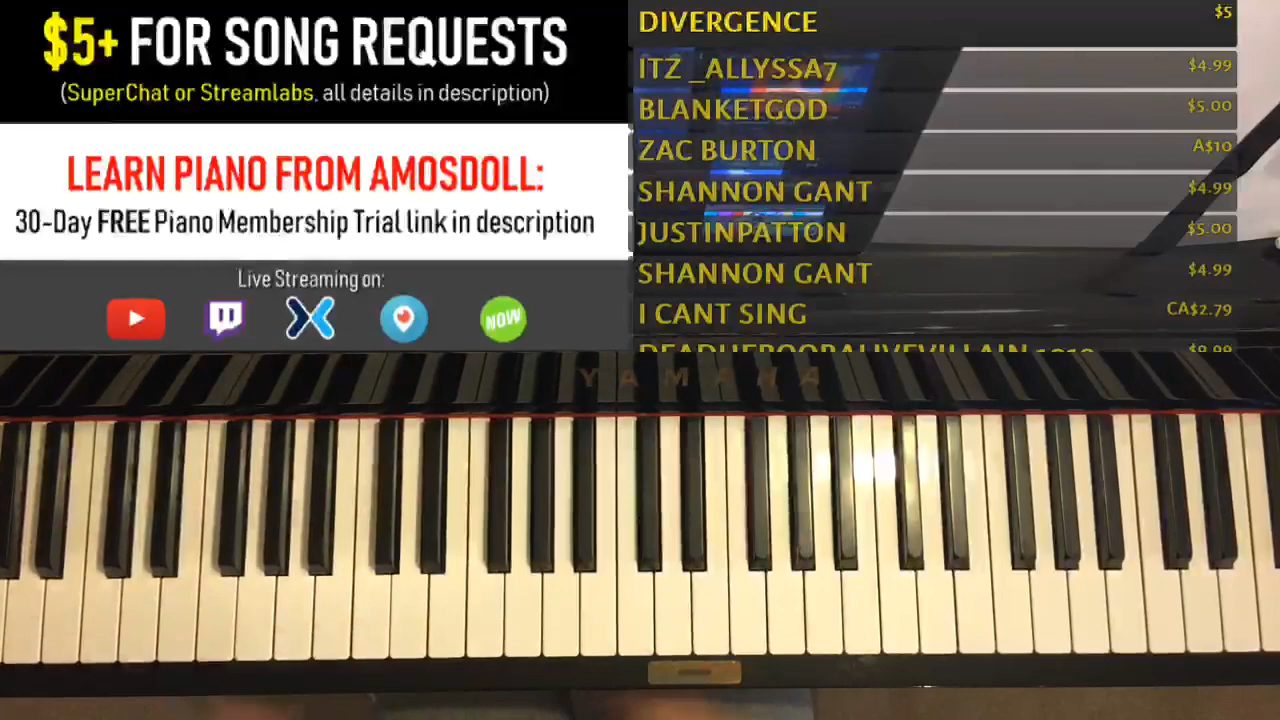 $5+ FOR SONG REQUESTS
(SuperChat or Streamlabs, all details in description)
LEARN PIANO FROM AMOSDOLL:
30-Day FREE Piano Membership Trial link in description
Live Streaming on:
NOW
DIVERGENCE $5
ITZ_ALLYSSA7 $4.99
BLANKETGOD $5.00
ZAC BURTON A$10
SHANNON GANT $4.99
JUSTINPATTON $5.00
SHANNON GANT $4.99
I CANT SING CA$2.79
YAMAHA